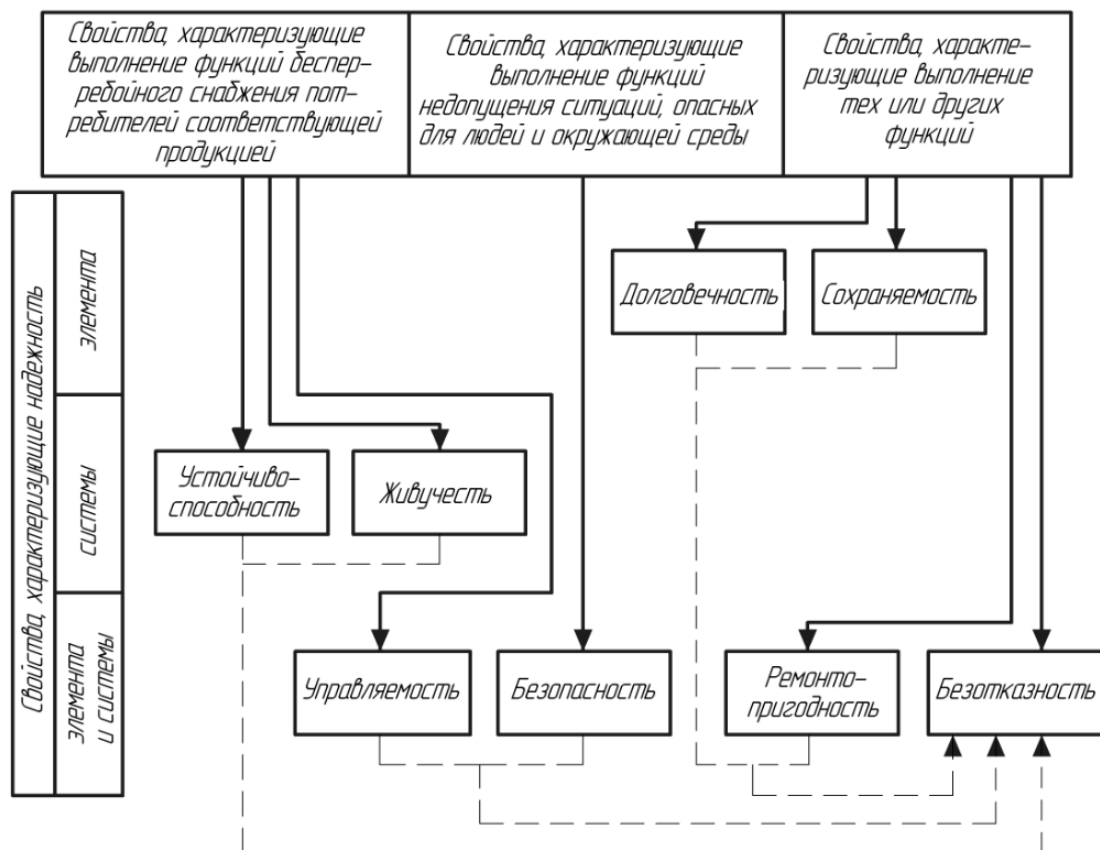 Свойства, характеризующие
выполнение функций беспер-
ребойного снабжения пот-
ребителей соответствующей
продукцией
Свойства, характеризующие
выполнение функций
недопущения ситуаций, опасных
для людей и окружающей среды
Свойства, характе-
ризующие выполнение
тех или других
функций
Свойства, характеризующие надежность
элемента
системы
элемента
и системы
Долговечность
Сохраняемость
Устойчиво-
способность
Живучесть
Управляемость
Безопасность
Ремонто-
пригодность
Безотказность